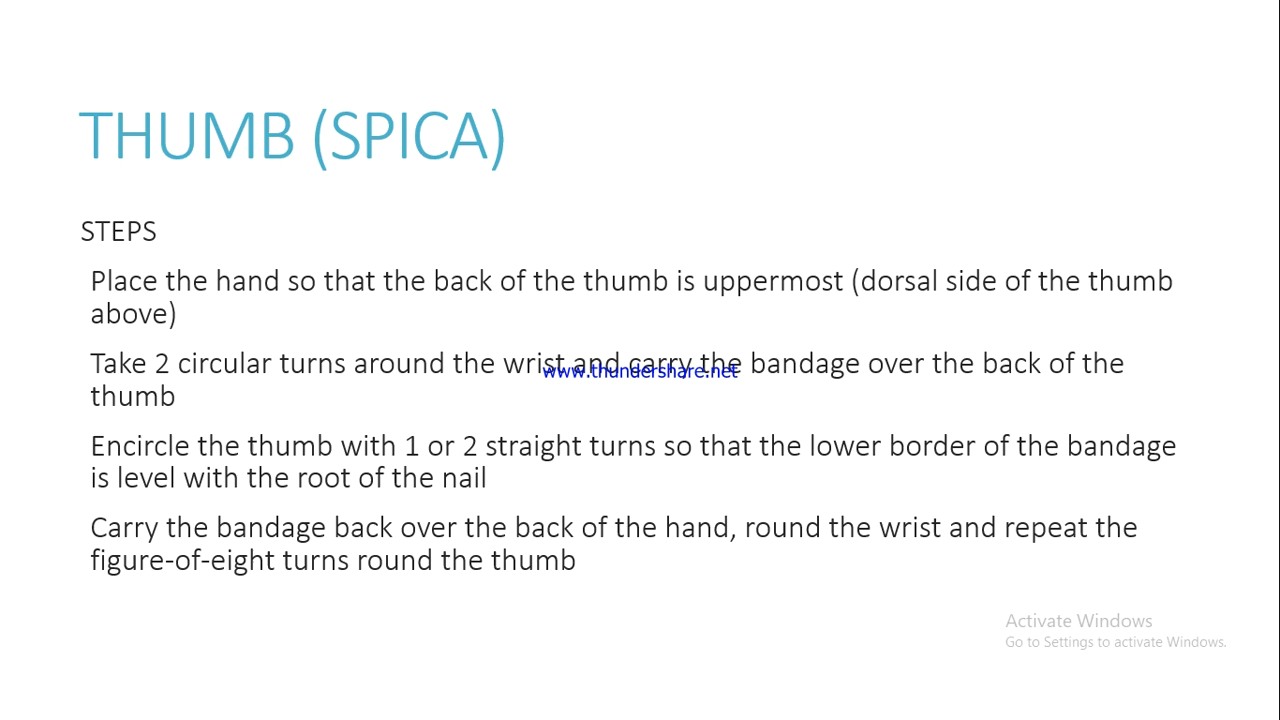 THUMB (SPICA)
STEPS
Place the hand so that the back of the thumb is uppermost (dorsal side of the thumb
above)
Take 2 circular turns around the wrist and carry the bandage over the back of the
www.thundershare.net
thumb
Encircle the thumb with 1 or 2 straight turns so that the lower border of the bandage
is level with the root of the nail
Carry the bandage back over the back of the hand, round the wrist and repeat the
figure-of-eight turns round the thumb
Activate Windows
Go to Settings to activate Windows.